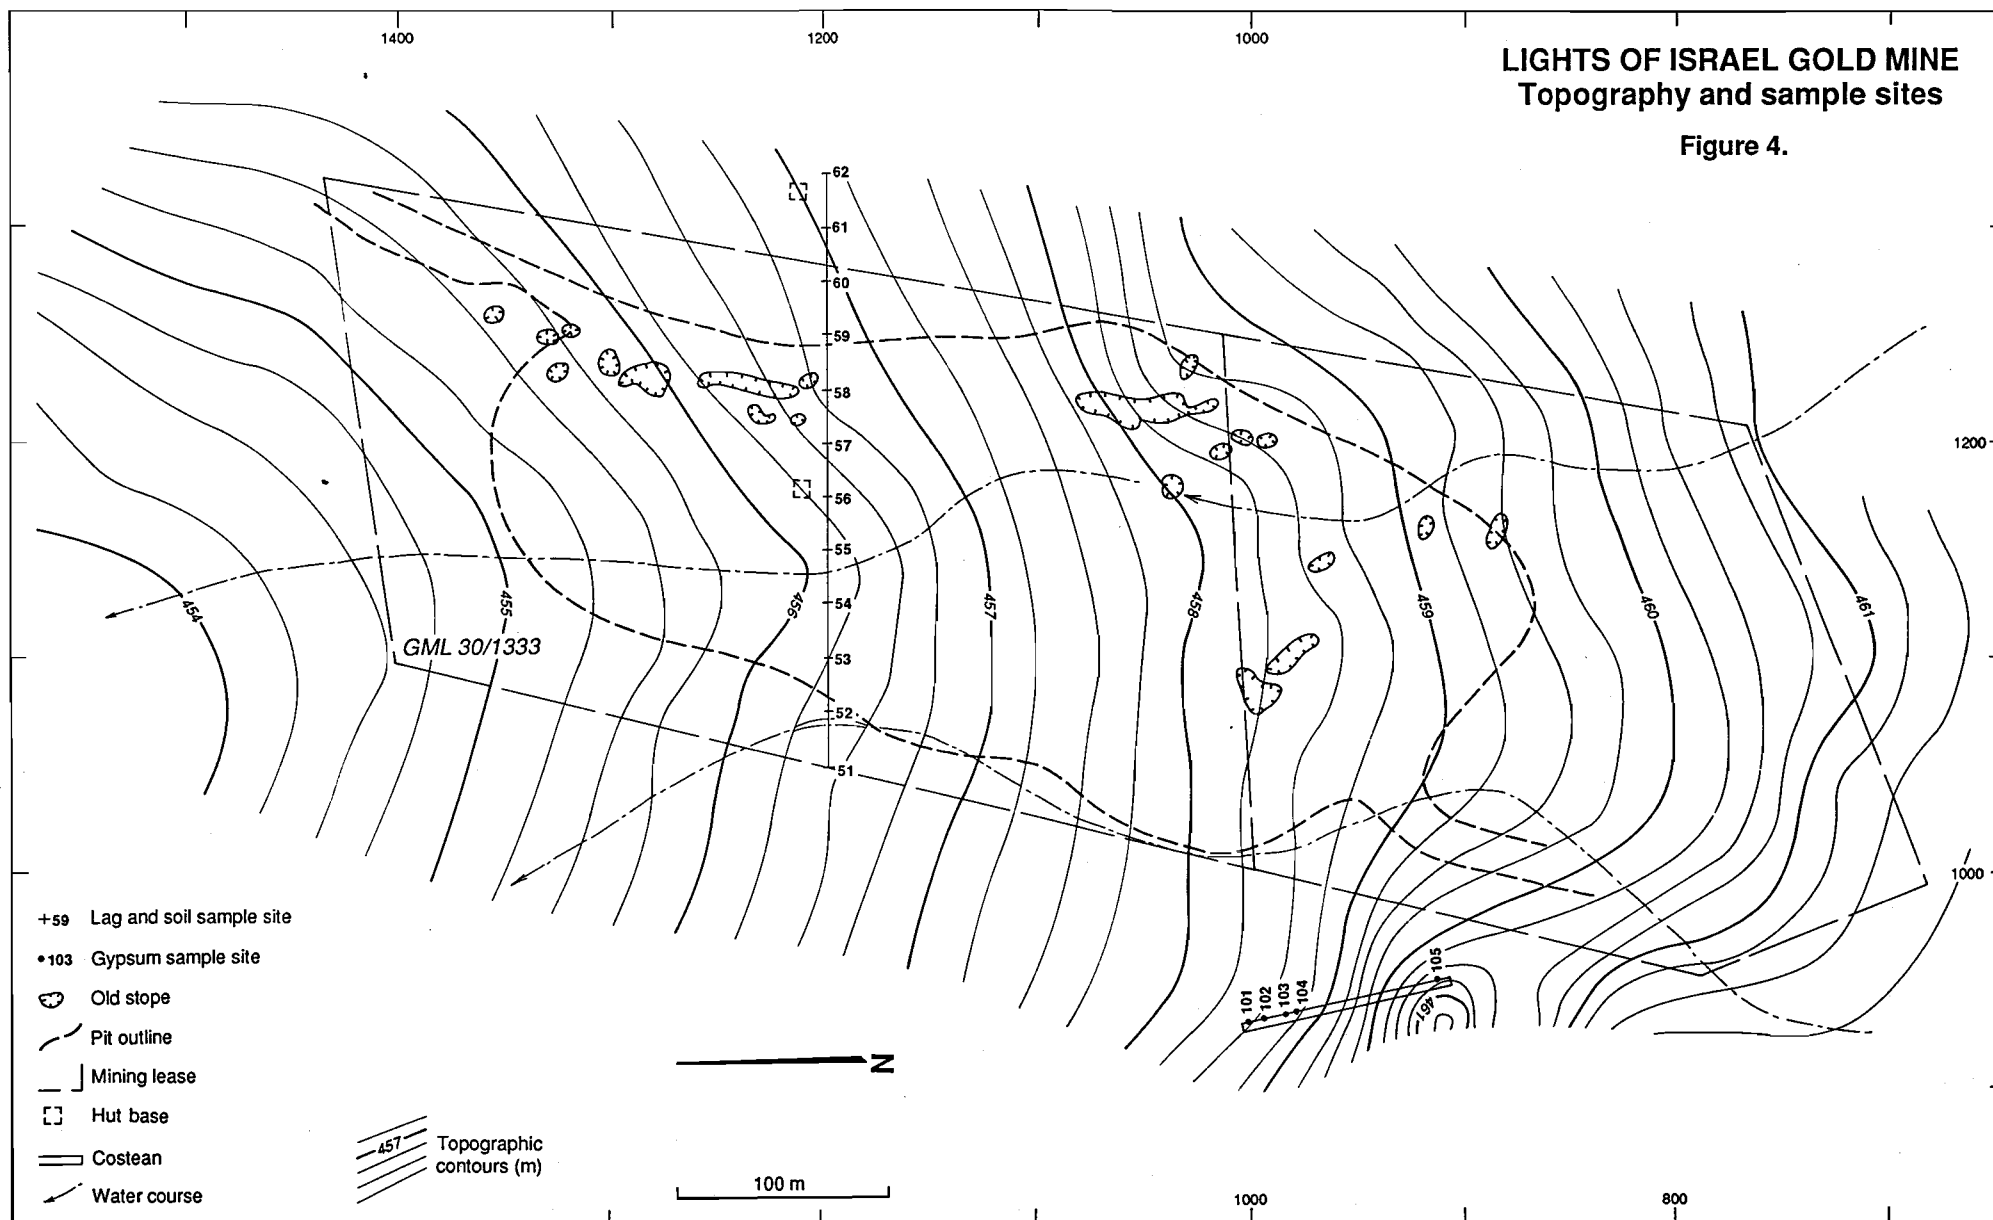 1400
1200
1000
LIGHTS OF ISRAEL GOLD MINE
Topography and sample sites
Figure 4.
62
61
60
59
58
57
56
55
54
53
52
51
1200
1000
454
455
456
457
458
459
460
461
GML 30/1333
101
102
103
104
105
461
+59 Lag and soil sample site
•103 Gypsum sample site
Old stope
Pit outline
Mining lease
Hut base
Costean
Water course
457
Topographic
contours (m)
N
100 m
1000
800